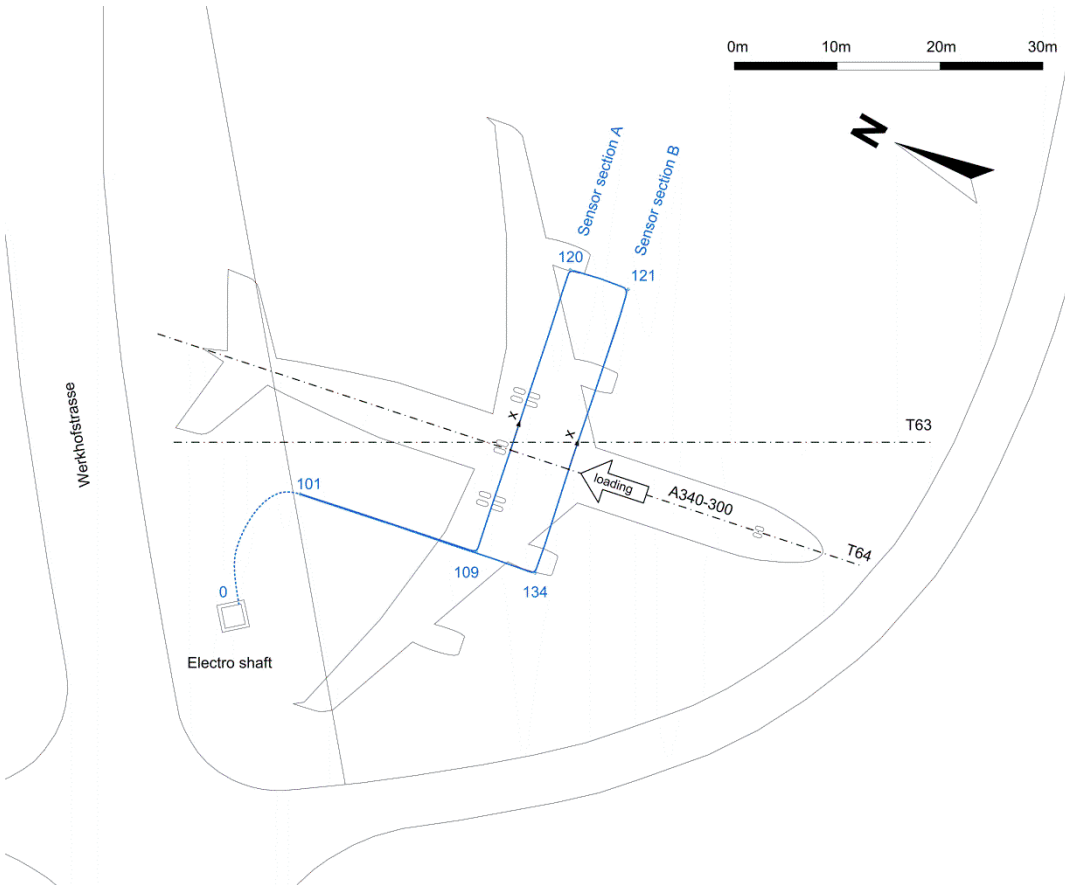 0m 10m 20m 30m
N
Sensor section A
Sensor section B
120
121
T63
Werkhofstrasse
x
x
loading
A340-300
101
T64
109
134
0
Electro shaft